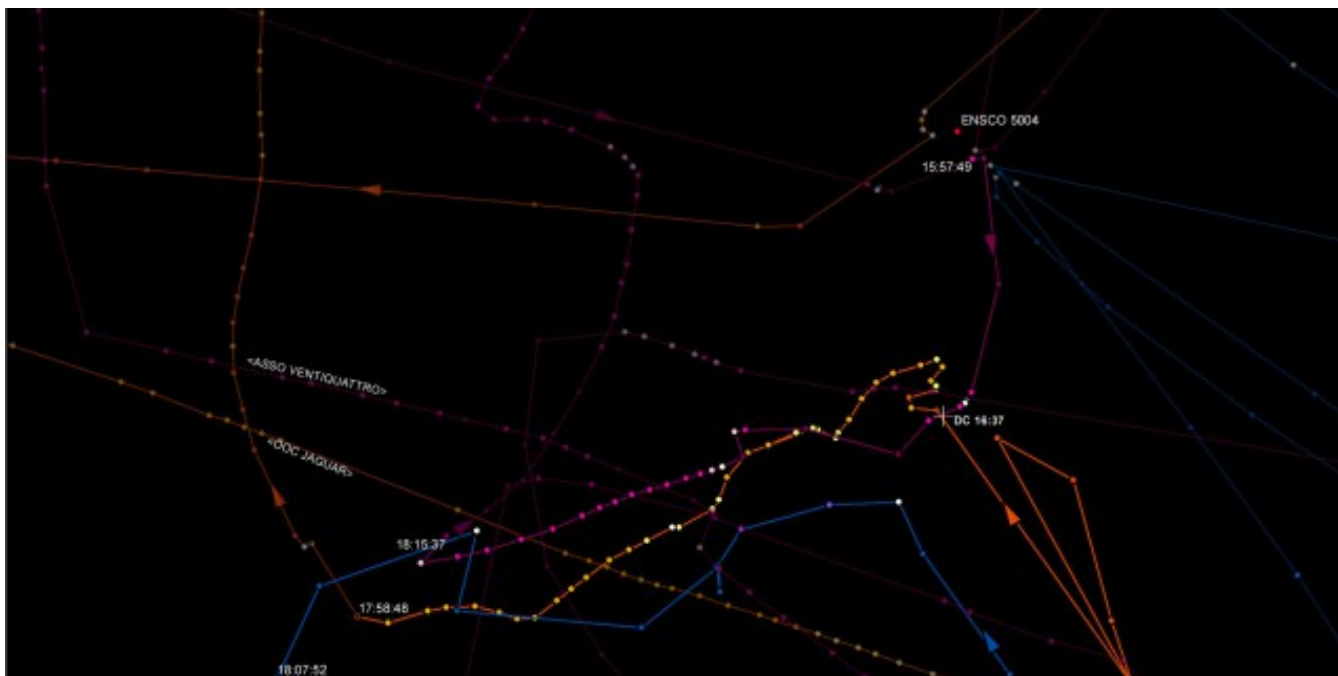 ENSCO 5004
15:57:49
<ASSO VENTIQUATTRO>
DC 16:37
<OOC JAGUAR>
18:15:37
17:58:48
18:07:52